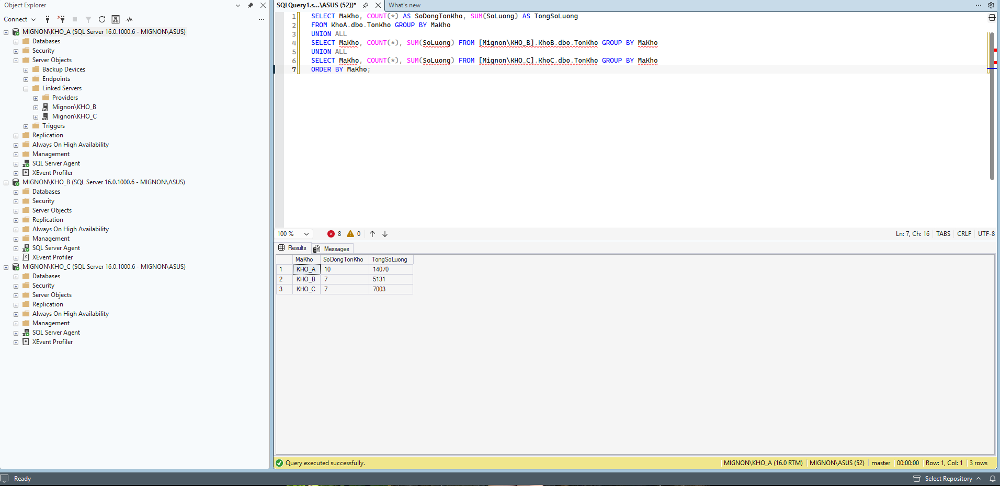 Object Explorer
Connect
MIGNON\KHO_A (SQL Server 16.0.1000.6 - MIGNON\ASUS)
Databases
Security
Server Objects
Backup Devices
Endpoints
Linked Servers
Providers
Mignon\KHO_B
Mignon\KHO_C
Triggers
Replication
Always On High Availability
Management
SQL Server Agent
XEvent Profiler
MIGNON\KHO_B (SQL Server 16.0.1000.6 - MIGNON\ASUS)
Databases
Security
Server Objects
Replication
Always On High Availability
Management
SQL Server Agent
XEvent Profiler
MIGNON\KHO_C (SQL Server 16.0.1000.6 - MIGNON\ASUS)
Databases
Security
Server Objects
Replication
Always On High Availability
Management
SQL Server Agent
XEvent Profiler
SQLQuery1.s...\ASUS (52))* What's new
1 SELECT MaKho, COUNT(*) AS SoDongTonKho, SUM(SoLuong) AS TongSoLuong
2 FROM KhoA.dbo.TonKho GROUP BY MaKho
3 UNION ALL
4 SELECT MaKho, COUNT(*), SUM(SoLuong) FROM [Mignon\KHO_B].KhoB.dbo.TonKho GROUP BY MaKho
5 UNION ALL
6 SELECT MaKho, COUNT(*), SUM(SoLuong) FROM [Mignon\KHO_C].KhoC.dbo.TonKho GROUP BY MaKho
7 ORDER BY MaKho;
100 % 8 0 Ln: 7, Ch: 16 TABS CRLF UTF-8
Results Messages
MaKho SoDongTonKho TongSoLuong
1 KHO_A 10 14070
2 KHO_B 7 5131
3 KHO_C 7 7003
Query executed successfully. MIGNON\KHO_A (16.0 RTM) MIGNON\ASUS (52) master 00:00:00 Row: 1, Col: 1 3 rows
Ready Select Repository